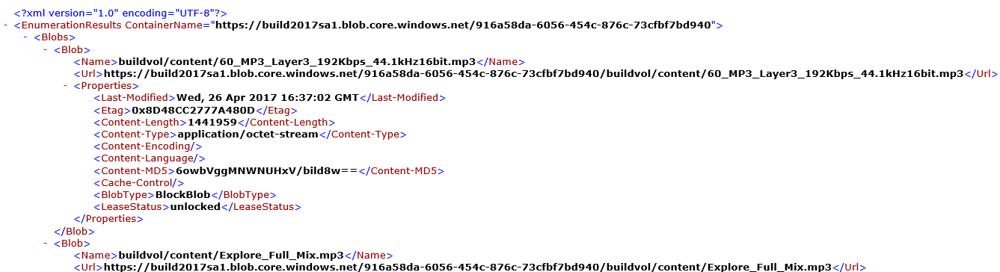 <?xml version="1.0" encoding="UTF-8"?>
- <EnumerationResults ContainerName="https://build2017sa1.blob.core.windows.net/916a58da-6056-454c-876c-73cfbf7bd940">
- <Blobs>
- <Blob>
<Name>buildvol/content/60_MP3_Layer3_192Kbps_44.1kHz16bit.mp3</Name>
<Url>https://build2017sa1.blob.core.windows.net/916a58da-6056-454c-876c-73cfbf7bd940/buildvol/content/60_MP3_Layer3_192Kbps_44.1kHz16bit.mp3</Url>
- <Properties>
<Last-Modified>Wed, 26 Apr 2017 16:37:02 GMT</Last-Modified>
<Etag>0x8D48CC2777A480D</Etag>
<Content-Length>1441959</Content-Length>
<Content-Type>application/octet-stream</Content-Type>
<Content-Encoding/>
<Content-Language/>
<Content-MD5>6owbVggMNWNUHxV/bild8w==</Content-MD5>
<Cache-Control/>
<BlobType>BlockBlob</BlobType>
<LeaseStatus>unlocked</LeaseStatus>
</Properties>
</Blob>
- <Blob>
<Name>buildvol/content/Explore_Full_Mix.mp3</Name>
<Url>https://build2017sa1.blob.core.windows.net/916a58da-6056-454c-876c-73cfbf7bd940/buildvol/content/Explore_Full_Mix.mp3</Url>